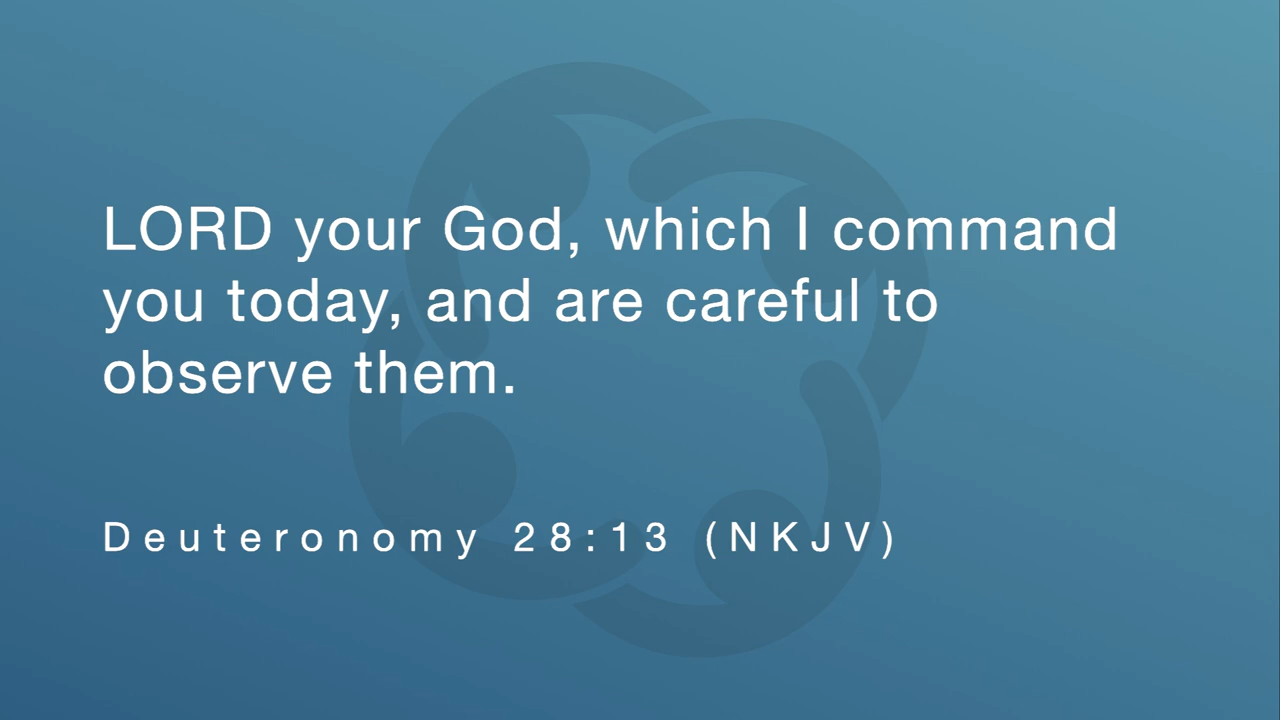 LORD your God, which I command
you today, and are careful to
observe them.
Deuteronomy 28:13 (NKJV)